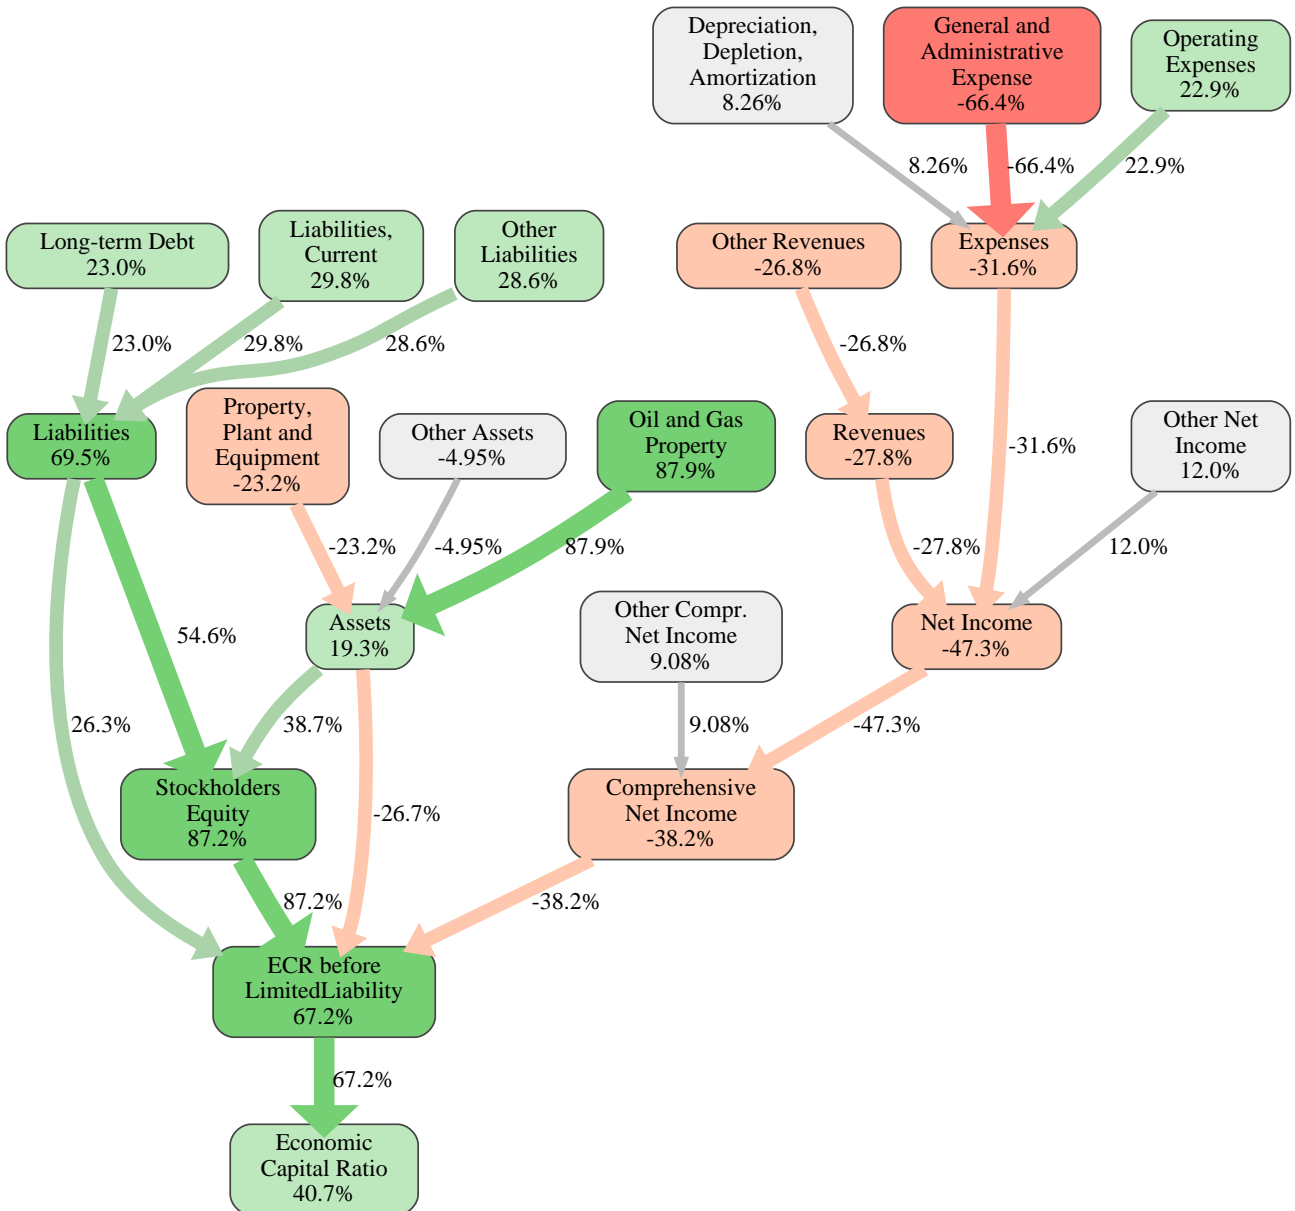 Depreciation,
Depletion,
Amortization
8.26%
General and
Administrative
Expense
-66.4%
Operating
Expenses
22.9%
8.26%
-66.4%
22.9%
Long-term Debt
23.0%
Liabilities,
Current
29.8%
Other
Liabilities
28.6%
Other Revenues
-26.8%
Expenses
-31.6%
23.0%
29.8%
28.6%
-26.8%
-31.6%
Liabilities
69.5%
Property,
Plant and
Equipment
-23.2%
Other Assets
-4.95%
Oil and Gas
Property
87.9%
Revenues
-27.8%
Other Net
Income
12.0%
-23.2%
-4.95%
87.9%
-27.8%
12.0%
54.6%
Assets
19.3%
Other Compr.
Net Income
9.08%
Net Income
-47.3%
26.3%
38.7%
9.08%
-47.3%
Stockholders
Equity
87.2%
-26.7%
Comprehensive
Net Income
-38.2%
87.2%
-38.2%
ECR before
LimitedLiability
67.2%
67.2%
Economic
Capital Ratio
40.7%